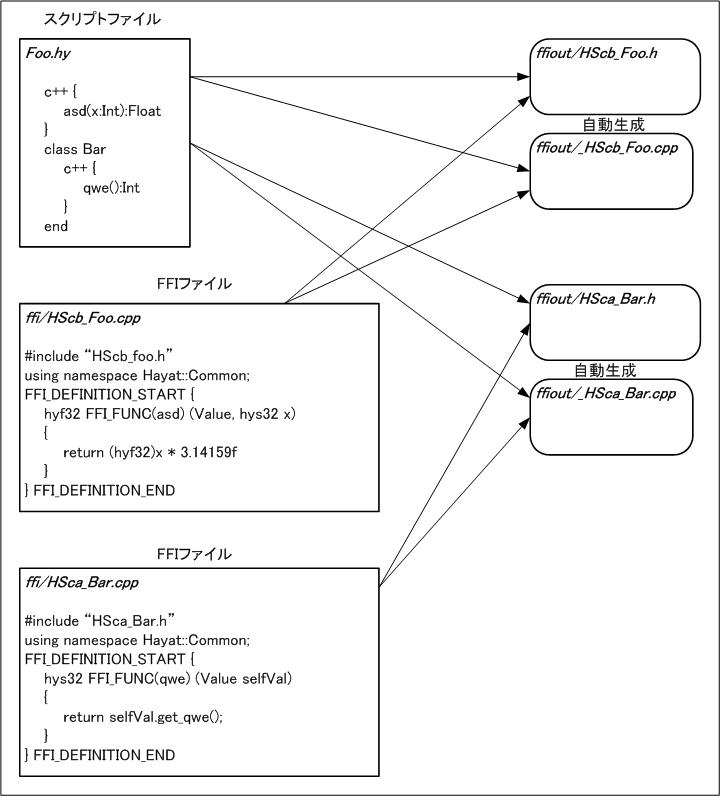 スクリプトファイル
Foo.hy
c++ {
asd(x:Int):Float
}
class Bar
c++ {
qwe():Int
}
end
ffiout/HScb_Foo.h
自動生成
ffiout/_HScb_Foo.cpp
FFIファイル
ffi/HScb_Foo.cpp
#include “HScb_foo.h”
using namespace Hayat::Common;
FFI_DEFINITION_START {
hyf32 FFI_FUNC(asd) (Value, hys32 x)
{
return (hyf32)x * 3.14159f
}
} FFI_DEFINITION_END
ffiout/HSca_Bar.h
自動生成
ffiout/_HSca_Bar.cpp
FFIファイル
ffi/HSca_Bar.cpp
#include “HSca_Bar.h”
using namespace Hayat::Common;
FFI_DEFINITION_START {
hys32 FFI_FUNC(qwe) (Value selfVal)
{
return selfVal.get_qwe();
}
} FFI_DEFINITION_END